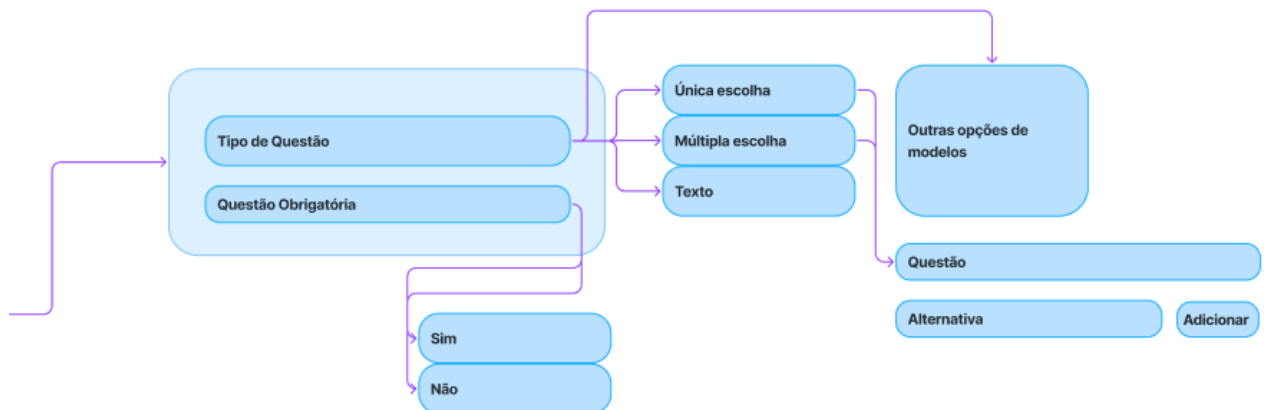 Tipo de Questão
Questão Obrigatória
Única escolha
Múltipla escolha
Texto
Outras opções de
modelos
Questão
Alternativa
Adicionar
Sim
Não